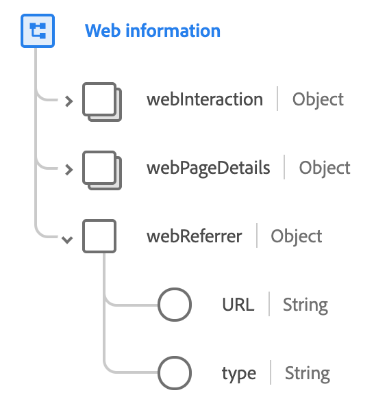 Web information
webInteraction | Object
webPageDetails | Object
webReferrer | Object
URL | String
type | String